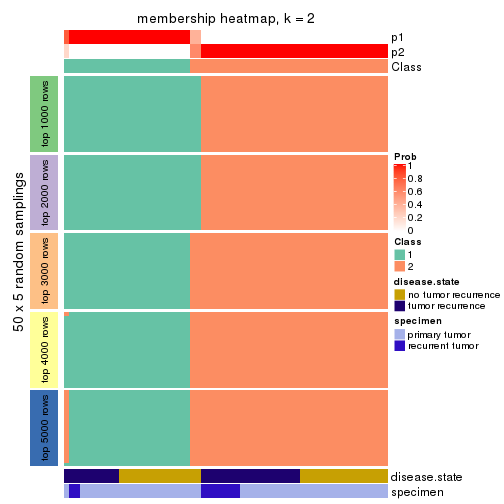 membership heatmap, k = 2
p1
p2
Class
50 x 5 random samplings
top 1000 rows
top 2000 rows
top 3000 rows
top 4000 rows
top 5000 rows
Prob
1
0.8
0.6
0.4
0.2
0
Class
1
2
disease.state
no tumor recurrence
tumor recurrence
specimen
primary tumor
recurrent tumor
disease.state
specimen